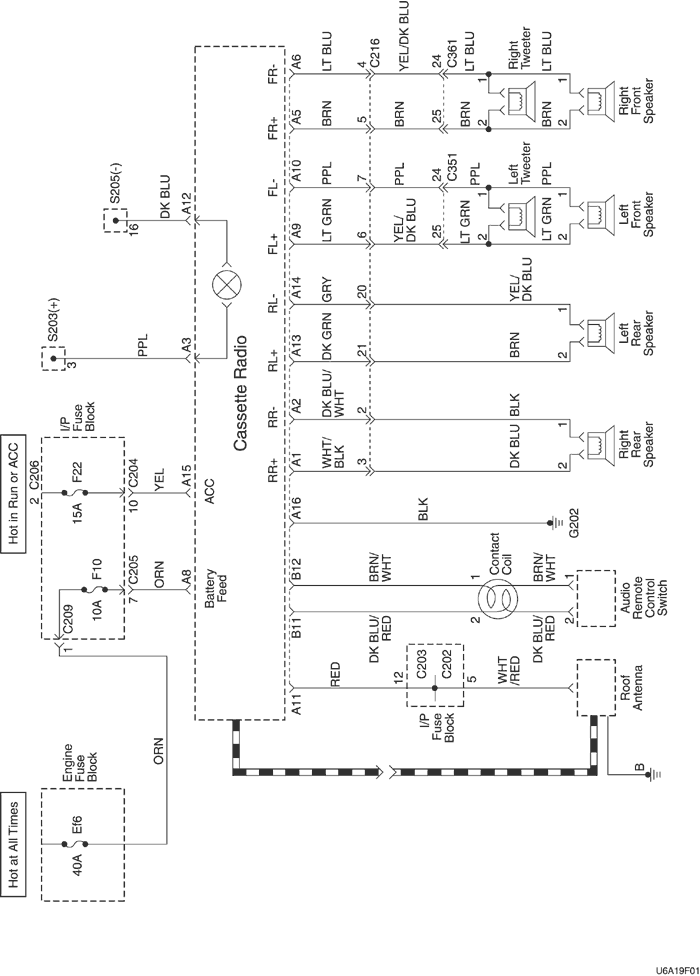 Hot at All Times
Hot in Run or ACC
Engine
Fuse
Block
Ef6
40A
ORN
I/P
Fuse
Block
C206
2
F22
15A
F10
10A
C209
1
10
C204
7
C205
YEL
ORN
A15
A8
S203(+)
3
PPL
A3
S205(-)
16
DK BLU
A12
Cassette Radio
ACC
Battery
Feed
FR-
FR+
FL-
FL+
RL-
RL+
RR-
RR+
A6
LT BLU
4
C216
YEL/DK BLU
24
C361
LT BLU
Right
Tweeter
LT BLU
1
2
1
2
Right
Front
Speaker
A5
BRN
5
BRN
25
BRN
BRN
A10
PPL
7
PPL
24
C351
PPL
Left
Tweeter
PPL
1
2
1
2
Left
Front
Speaker
A9
LT GRN
6
YEL/
DK BLU
25
LT GRN
LT GRN
A14
GRY
20
YEL/
DK BLU
1
2
Left
Rear
Speaker
A13
DK GRN
21
BRN
A2
DK BLU/
WHT
2
BLK
1
2
Right
Rear
Speaker
A1
WHT/
BLK
3
DK BLU
A16
BLK
G202
B12
BRN/
WHT
1
Contact
Coil
BRN/
WHT
1
B11
DK BLU/
RED
2
DK BLU/
RED
2
Audio
Remote
Control
Switch
A11
RED
12
C203
C202
5
I/P
Fuse
Block
WHT
/RED
Roof
Antenna
B
U6A19F01